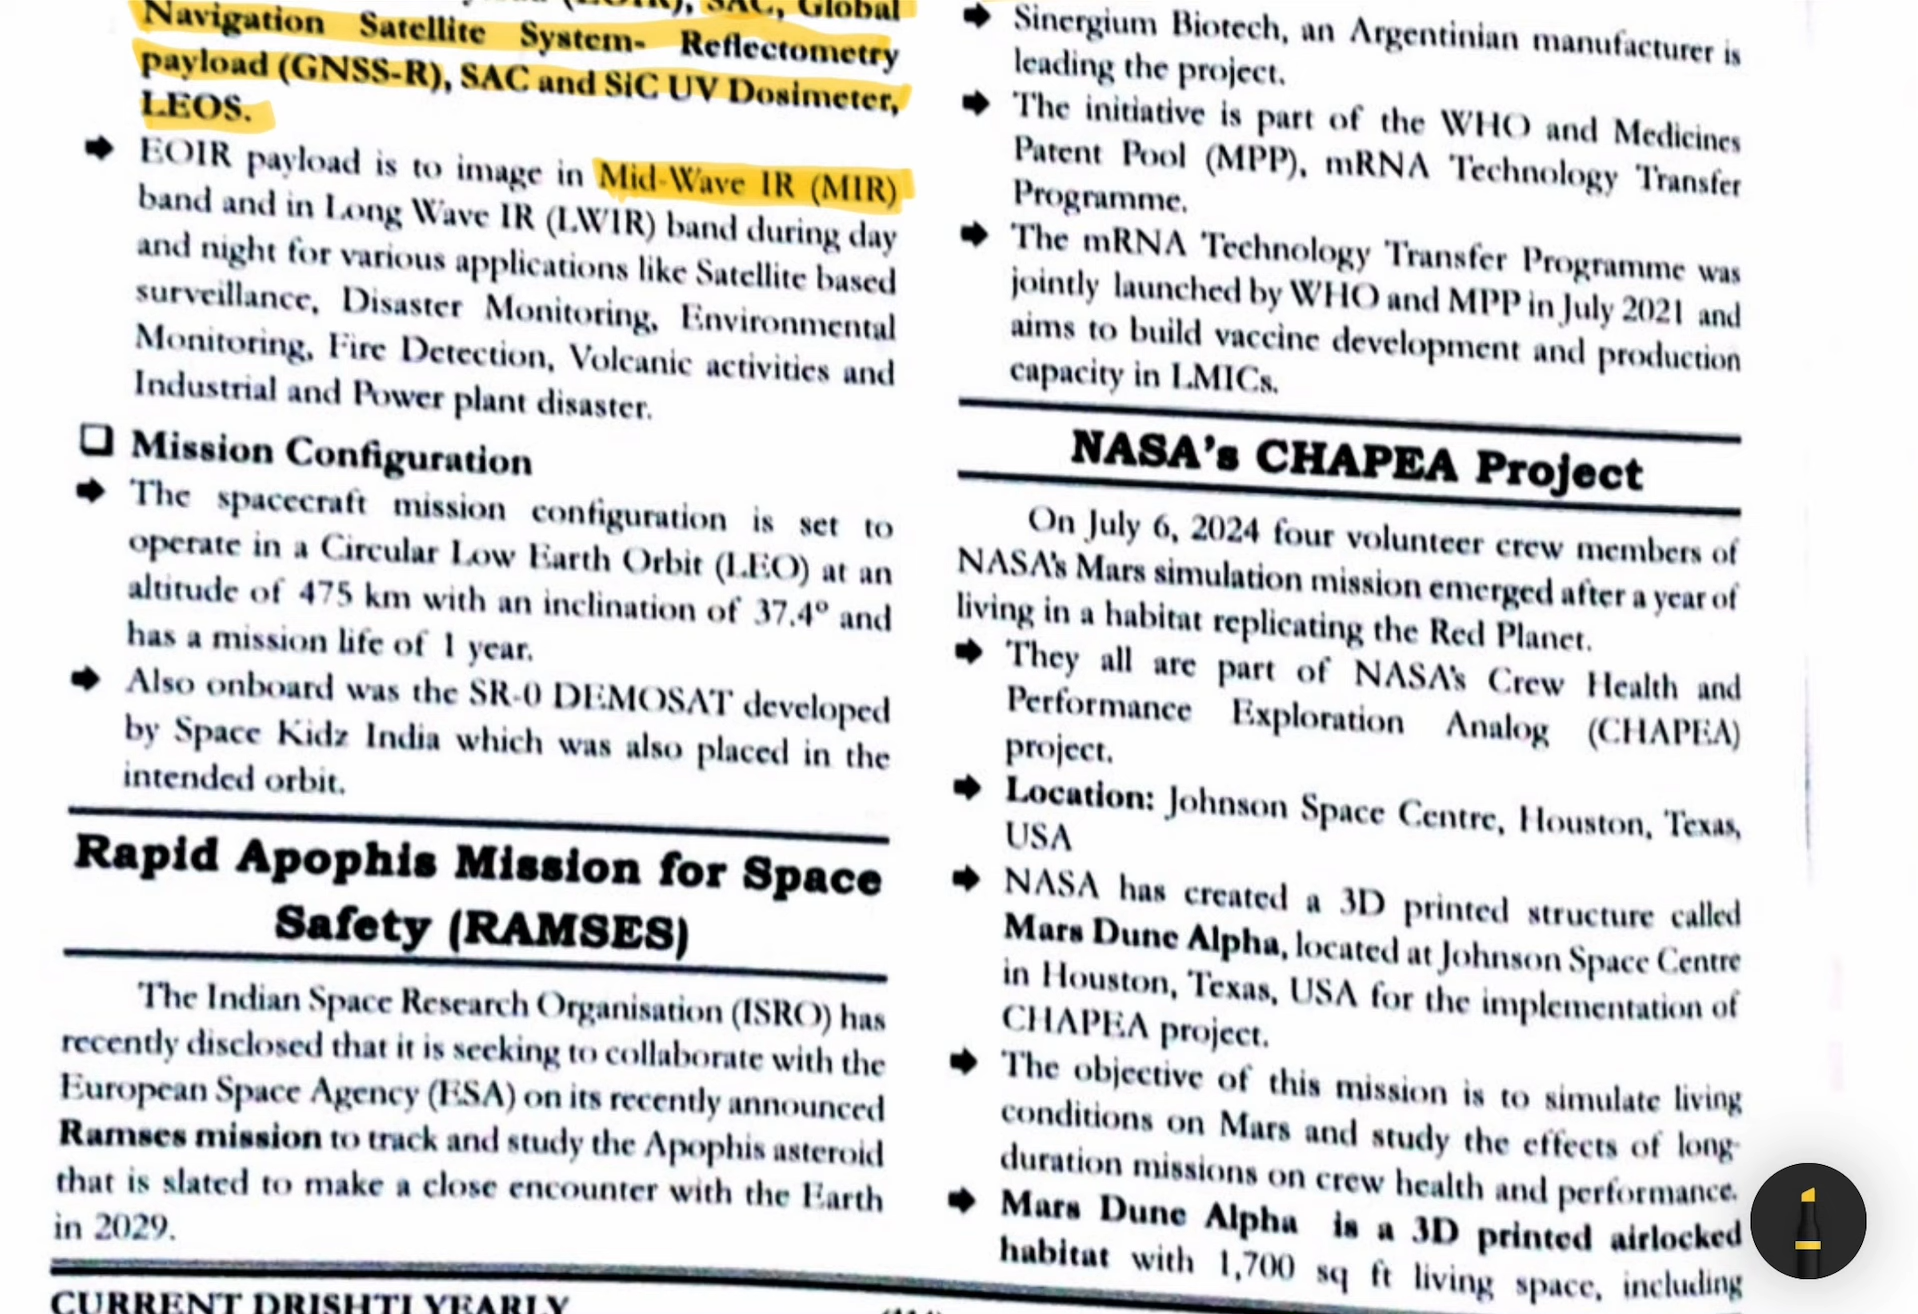 SAC, Global
Navigation Satellite System- Reflectometry
payload (GNSS-R), SAC and SiC UV Dosimeter,
LEOS.
EOIR payload is to image in Mid-Wave IR (MIR)
band and in Long Wave IR (LWIR) band during day
and night for various applications like Satellite based
surveillance, Disaster Monitoring, Environmental
Monitoring, Fire Detection, Volcanic activities and
Industrial and Power plant disaster.
Mission Configuration
The spacecraft mission configuration is set to
operate in a Circular Low Earth Orbit (LEO) at an
altitude of 475 km with an inclination of 37.4° and
has a mission life of 1 year.
Also onboard was the SR-0 DEMOSAT developed
by Space Kidz India which was also placed in the
intended orbit.
Rapid Apophis Mission for Space
Safety (RAMSES)
The Indian Space Research Organisation (ISRO) has
recently disclosed that it is seeking to collaborate with the
European Space Agency (ESA) on its recently announced
Ramses mission to track and study the Apophis asteroid
that is slated to make a close encounter with the Earth
in 2029.
Sinergium Biotech, an Argentinian manufacturer is
leading the project.
The initiative is part of the WHO and Medicines
Patent Pool (MPP), mRNA Technology Transfer
Programme.
The mRNA Technology Transfer Programme was
jointly launched by WHO and MPP in July 2021 and
aims to build vaccine development and production
capacity in LMICs.
NASA's CHAPEA Project
On July 6, 2024 four volunteer crew members of
NASA's Mars simulation mission emerged after a year of
living in a habitat replicating the Red Planet.
They all are part of NASA's Crew Health and
Performance Exploration Analog (CHAPEA)
project.
Location: Johnson Space Centre, Houston, Texas,
USA
NASA has created a 3D printed structure called
Mars Dune Alpha, located at Johnson Space Centre
in Houston, Texas, USA for the implementation of
CHAPEA project.
The objective of this mission is to simulate living
conditions on Mars and study the effects of long-
duration missions on crew health and performance.
Mars Dune Alpha is a 3D printed airlocked
habitat with 1,700 sq ft living space, including
CURRENT DRISHTI YEARLY